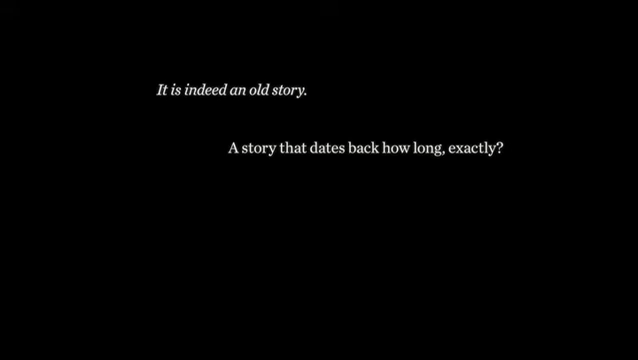 It is indeed an old story.
A story that dates back how long, exactly?